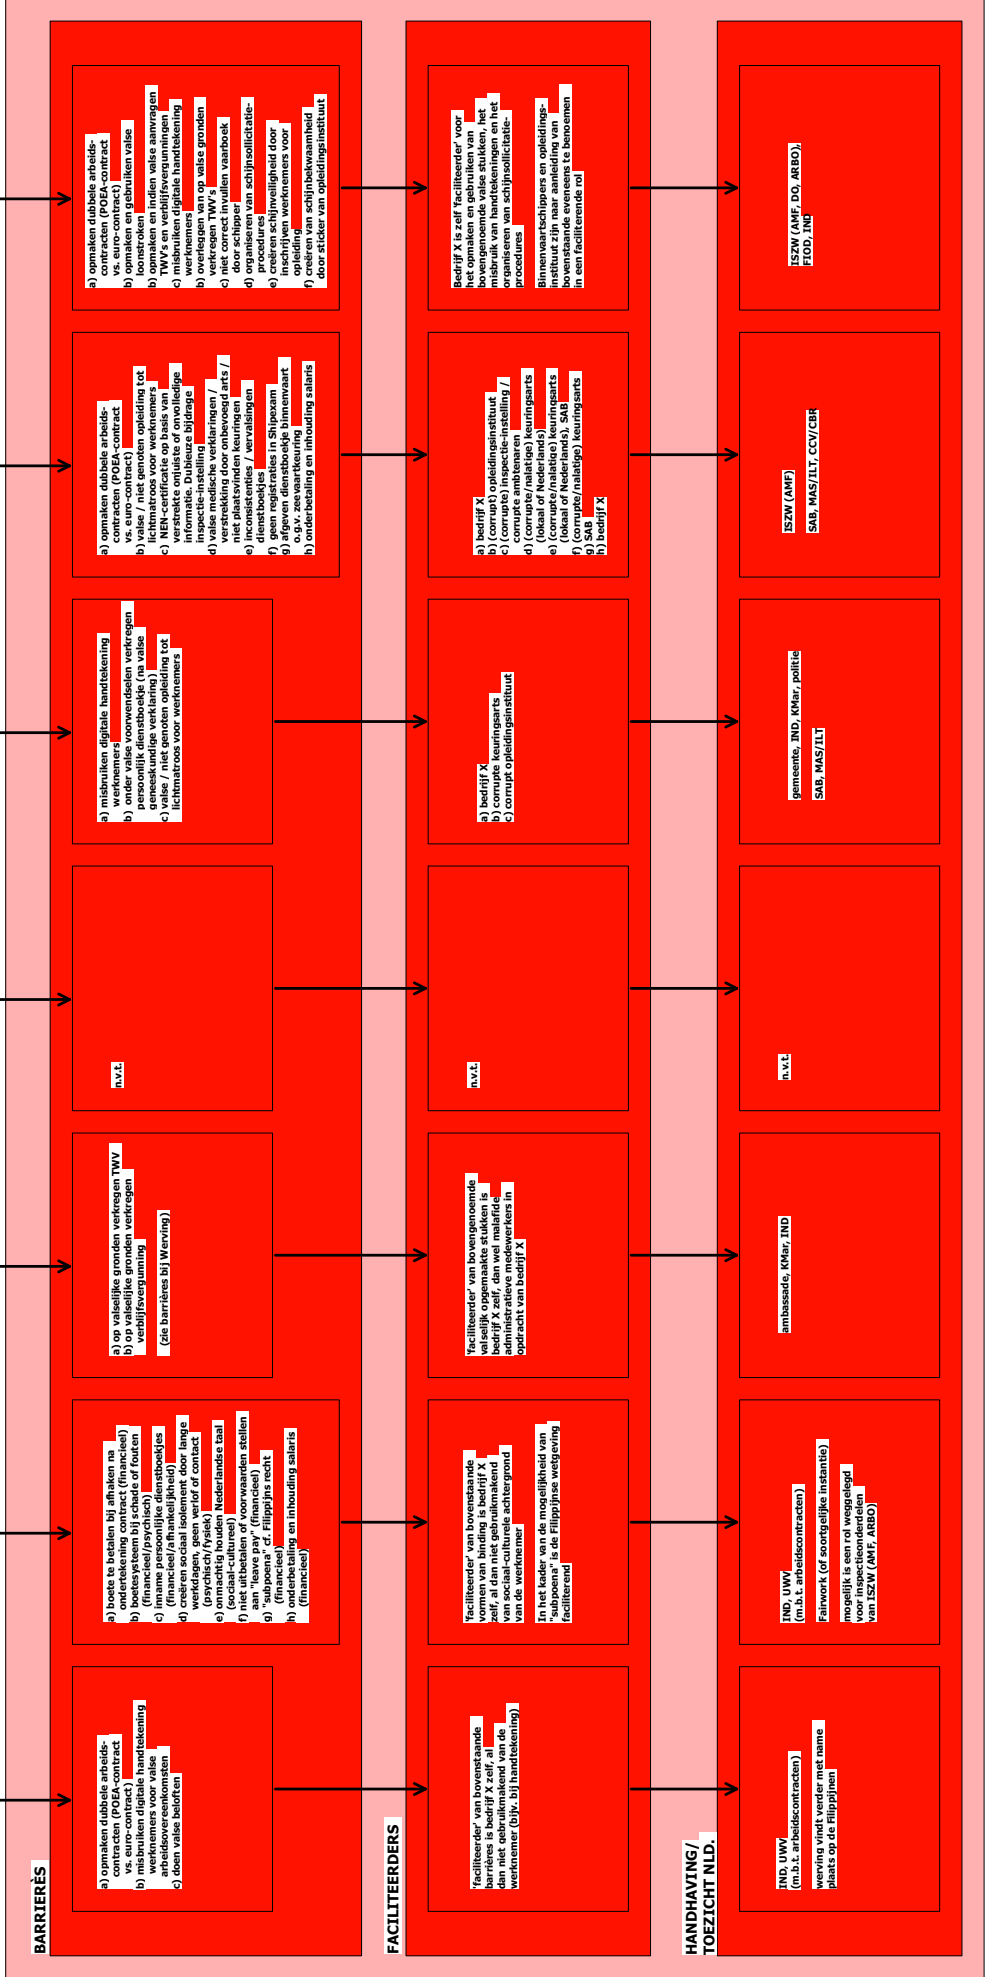 BARRIERÈS
a) opmaken dubbele arbeids-
contracten (POEA-contract
vs. euro-contract)
b) misbruiken digitale handtekening
werknemers voor valse
arbeidsovereenkomsten
c) doen valse beloften
a) boete te betalen bij afhaken na
ondertekening contract (financieel)
b) boetesysteem bij schade of fouten
(financieel/psychisch)
c) inname persoonlijke dienstboekjes
(financieel/afhankelijkheid)
d) creëren sociaal isolement door lange
werkdagen, geen verlof of contact
(psychisch/fysiek)
e) onmachtig houden Nederlandse taal
(sociaal-cultureel)
f) niet uitbetalen of voorwaarden stellen
aan "leave pay" (financieel)
g) "subpoena" cf. Filippijns recht
(financieel)
h) onderbetaling en inhouding salaris
(financieel)
a) op valselijke gronden verkregen TWV
b) op valselijke gronden verkregen
verblijfsvergunning
(zie barrières bij Werving)
n.v.t.
a) misbruiken digitale handtekening
werknemers
b) onder valse voorwendselen verkregen
persoonlijk dienstboekje (na valse
geneeskundige verklaring)
c) valse / niet genoten opleiding tot
lichtmatroos voor werknemers
a) opmaken dubbele arbeids-
contracten (POEA-contract
vs. euro-contract)
b) valse / niet genoten opleiding tot
lichtmatroos voor werknemers
c) NEN-certificatie op basis van
verstrekte onjuiste of onvolledige
informatie. Dubieuze bijdrage
inspectie-instelling
d) valse medische verklaringen /
verstrekking door onbevoegd arts /
niet plaatsvinden keuringen
e) inconsistenties / vervalsingen
dienstboekjes
f) geen registraties in Shipexam
g) afgeven dienstboekje binnenvaart
o.g.v. zeevaartkeuring
h) onderbetaling en inhouding salaris
a) opmaken dubbele arbeids-
contracten (POEA-contract
vs. euro-contract)
b) opmaken en gebruiken valse
loonstroken
b) opmaken en indien valse aanvragen
TWV's en verblijfsvergunningen
c) misbruiken digitale handtekening
werknemers
b) overleggen van op valse gronden
verkregen TWV's
c) niet correct invullen vaarboek
door schipper
d) organiseren van schijnsollicitatie-
procedures
e) creëren schijnveiligheid door
inschrijven werknemers voor
opleiding
f) creëren van schijnbekwaamheid
door sticker van opleidingsinstituut
FACILITEERDERS
'faciliteerder' van bovenstaande
barrières is bedrijf X zelf, al
dan niet gebruikmakend van de
werknemer (bijv. bij handtekening)
'faciliteerder' van bovenstaande
vormen van binding is bedrijf X
zelf, al dan niet gebruikmakend
van sociaal-culturele achtergrond
van de werknemer
In het kader van de mogelijkheid van
"subpoena" is de Filippijnse wetgeving
faciliterend
'faciliteerder' van bovengenoemde
valselijk opgemaakte stukken is
bedrijf X zelf, dan wel malafide
administratieve medewerkers in
opdracht van bedrijf X
n.v.t.
a) bedrijf X
b) corrupte keuringsarts
c) corrupt opleidingsinstituut
a) bedrijf X
b) (corrupt) opleidingsinstituut
c) (corrupte) inspectie-instelling /
corrupte ambtenaren
d) (corrupte/nalatige) keuringsarts
(lokaal of Nederlands)
e) (corrupte/nalatige) keuringsarts
(lokaal of Nederlands), SAB
f) (corrupte/nalatige) keuringsarts
g) SAB
h) bedrijf X
Bedrijf X is zelf 'faciliteerder' voor
het opmaken en gebruiken van
bovengenoemde valse stukken, het
misbruik van handtekeningen en het
organiseren van schijnsollicitatie-
procedures
Binnenvaartschippers en opleidings-
instituut zijn naar aanleiding van
bovenstaande eveneens te benoemen
in een faciliterende rol
HANDHAVING/
TOEZICHT NLD.
IND, UWV
(m.b.t. arbeidscontracten)
werving vindt verder met name
plaats op de Filippijnen
IND, UWV
(m.b.t. arbeidscontracten)
Fairwork (of soortgelijke instantie)
mogelijk is een rol weggelegd
voor inspectieonderdelen
van ISZW (AMF, ARBO)
ambassade, KMar, IND
n.v.t.
gemeente, IND, KMar, politie
SAB, MAS/ILT
ISZW (AMF)
SAB, MAS/ILT, CCV/CBR
ISZW (AMF, DO, ARBO),
FIOD, IND